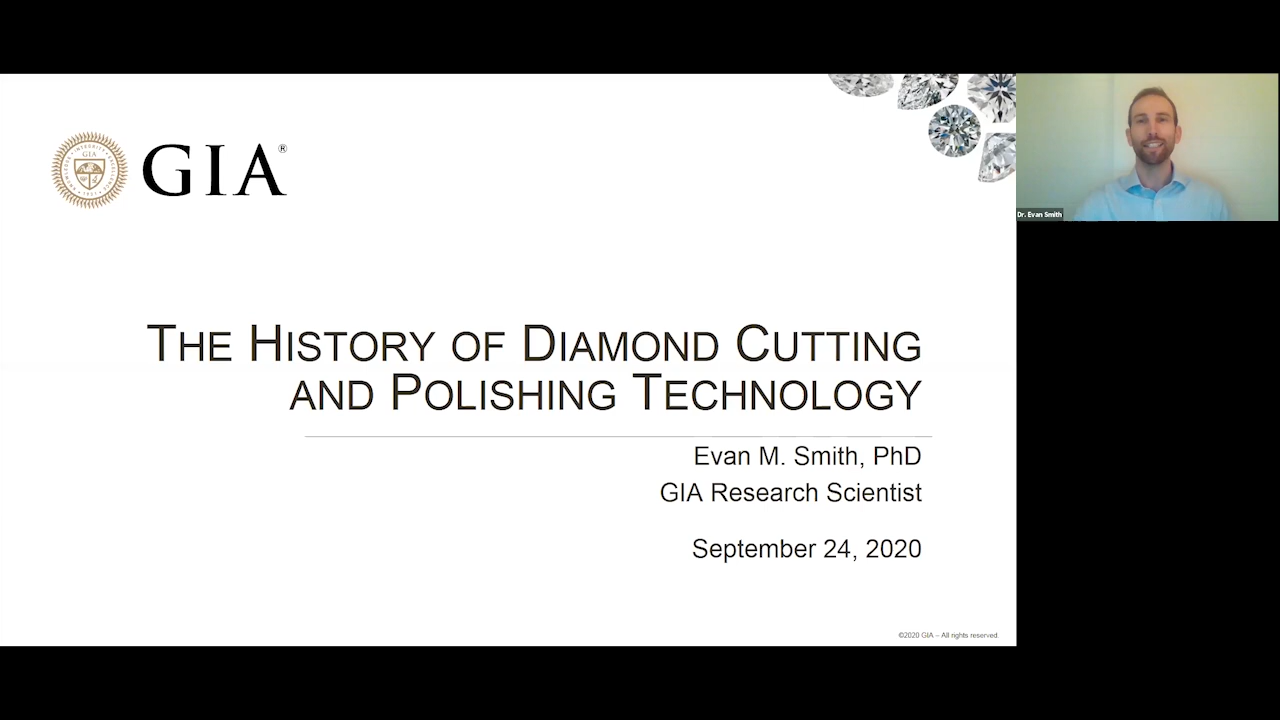 GIA®
THE HISTORY OF DIAMOND CUTTING
AND POLISHING TECHNOLOGY
Evan M. Smith, PhD
GIA Research Scientist
September 24, 2020
©2020 GIA – All rights reserved.
Dr. Evan Smith
GIA